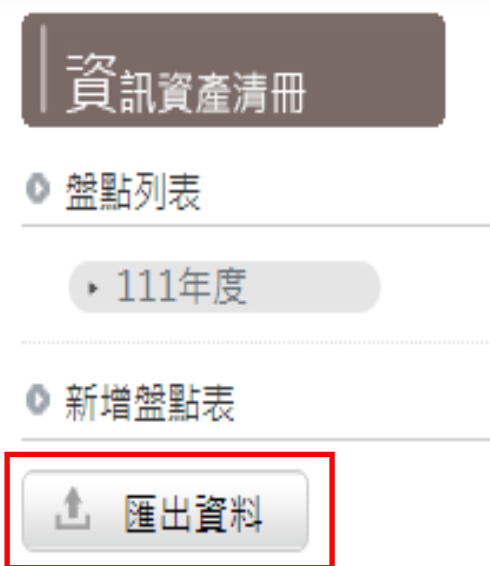 資訊資產清冊
盤點列表
111年度
新增盤點表
匯出資料